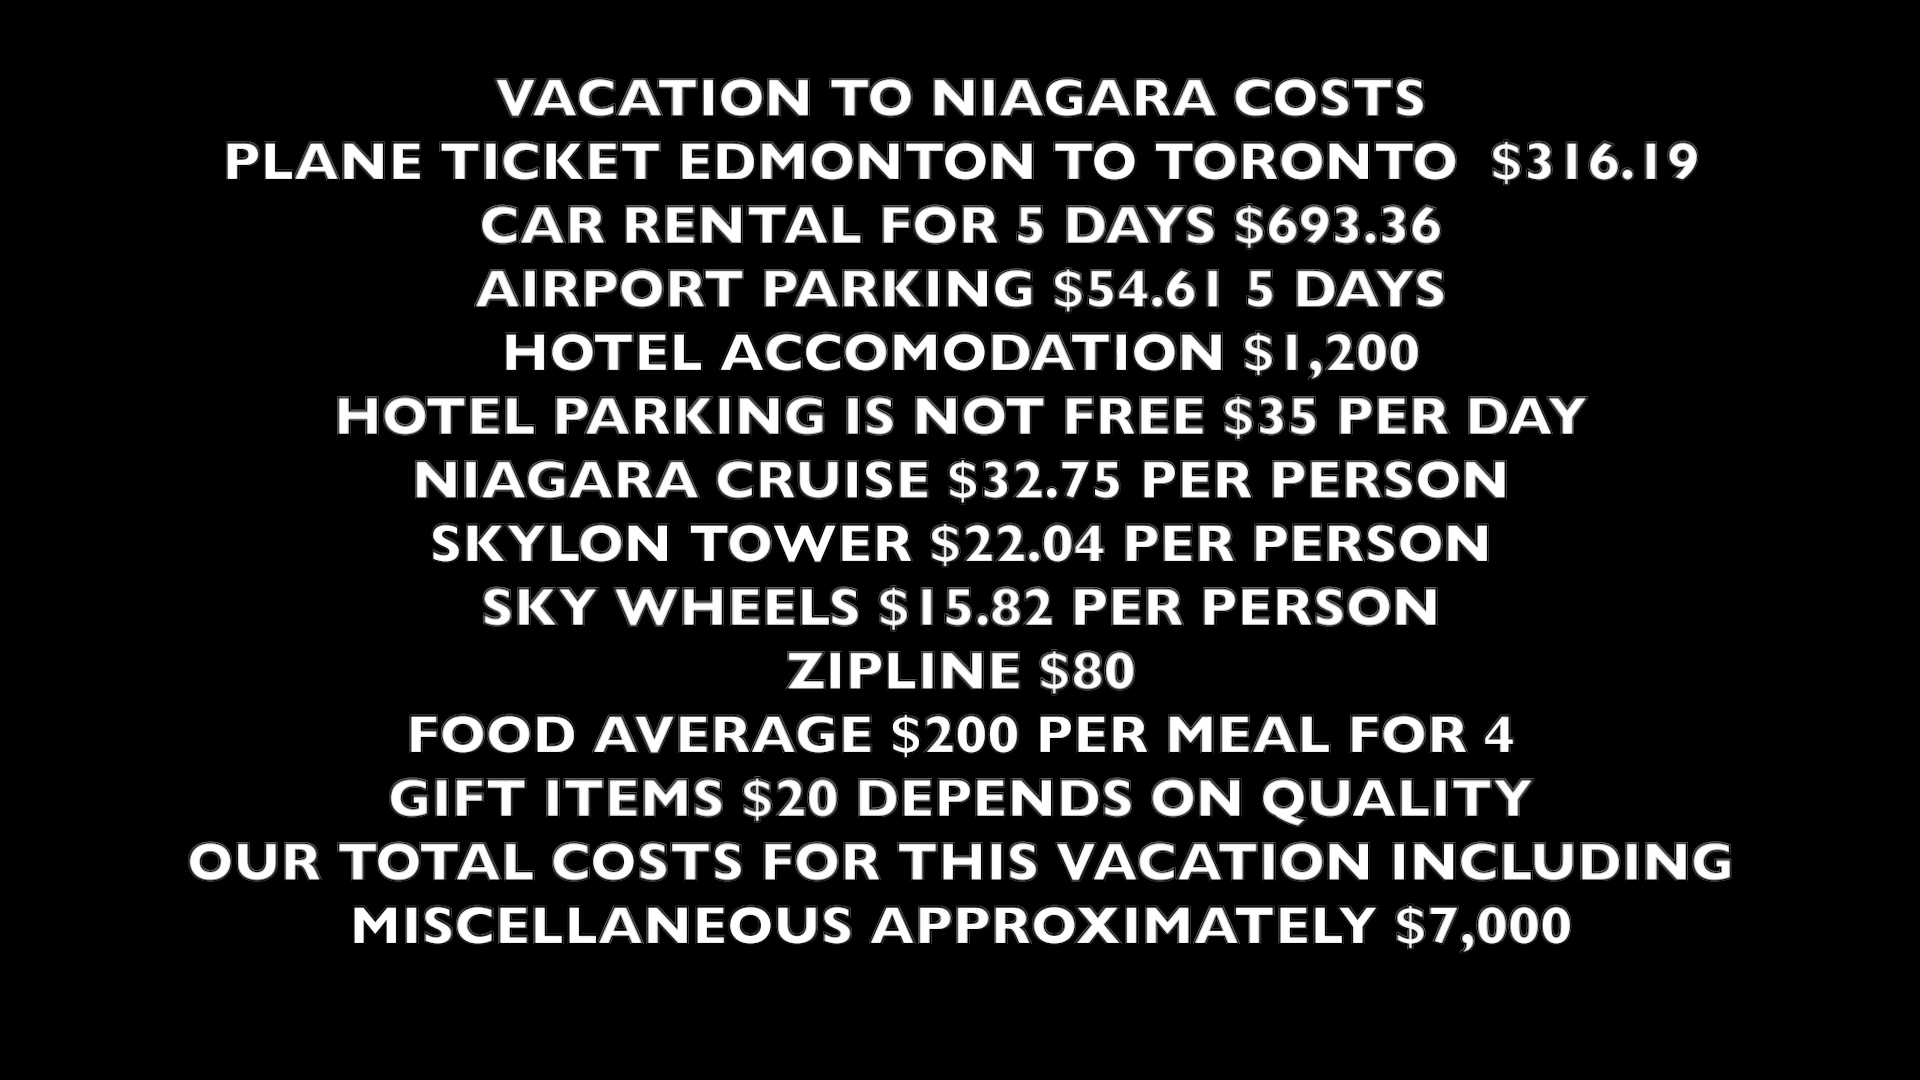 VACATION TO NIAGARA COSTS
PLANE TICKET EDMONTON TO TORONTO  $316.19
CAR RENTAL FOR 5 DAYS $693.36
AIRPORT PARKING $54.61 5 DAYS
HOTEL ACCOMODATION $1,200
HOTEL PARKING IS NOT FREE $35 PER DAY
NIAGARA CRUISE $32.75 PER PERSON
SKYLON TOWER $22.04 PER PERSON
SKY WHEELS $15.82 PER PERSON
ZIPLINE $80
FOOD AVERAGE $200 PER MEAL FOR 4
GIFT ITEMS $20 DEPENDS ON QUALITY
OUR TOTAL COSTS FOR THIS VACATION INCLUDING
MISCELLANEOUS APPROXIMATELY $7,000